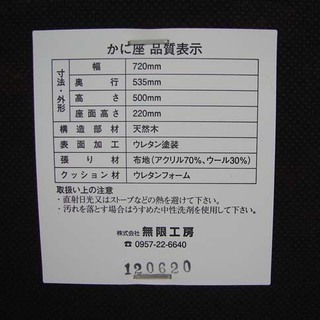 かに座 品質表示
寸法・外形
幅 720mm
奥行 535mm
高さ 500mm
座面高さ 220mm
構造部材 天然木
表面加工 ウレタン塗装
張り材 布地(アクリル70%、ウール30%)
クッション材 ウレタンフォーム
取扱い上の注意
・直射日光又はストーブなどの熱を避けて下さい。
・汚れを落とす場合はうすめた中性洗剤を使用して下さい。
株式会社 無限工房
☎ 0957-22-6640
120620